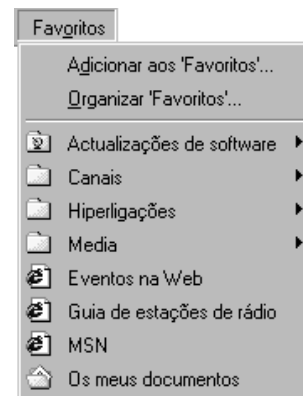 Favoritos
Adicionar aos 'Favoritos'...
Organizar 'Favoritos'...
Actualizações de software
Canais
Hiperligações
Media
Eventos na Web
Guia de estações de rádio
MSN
Os meus documentos